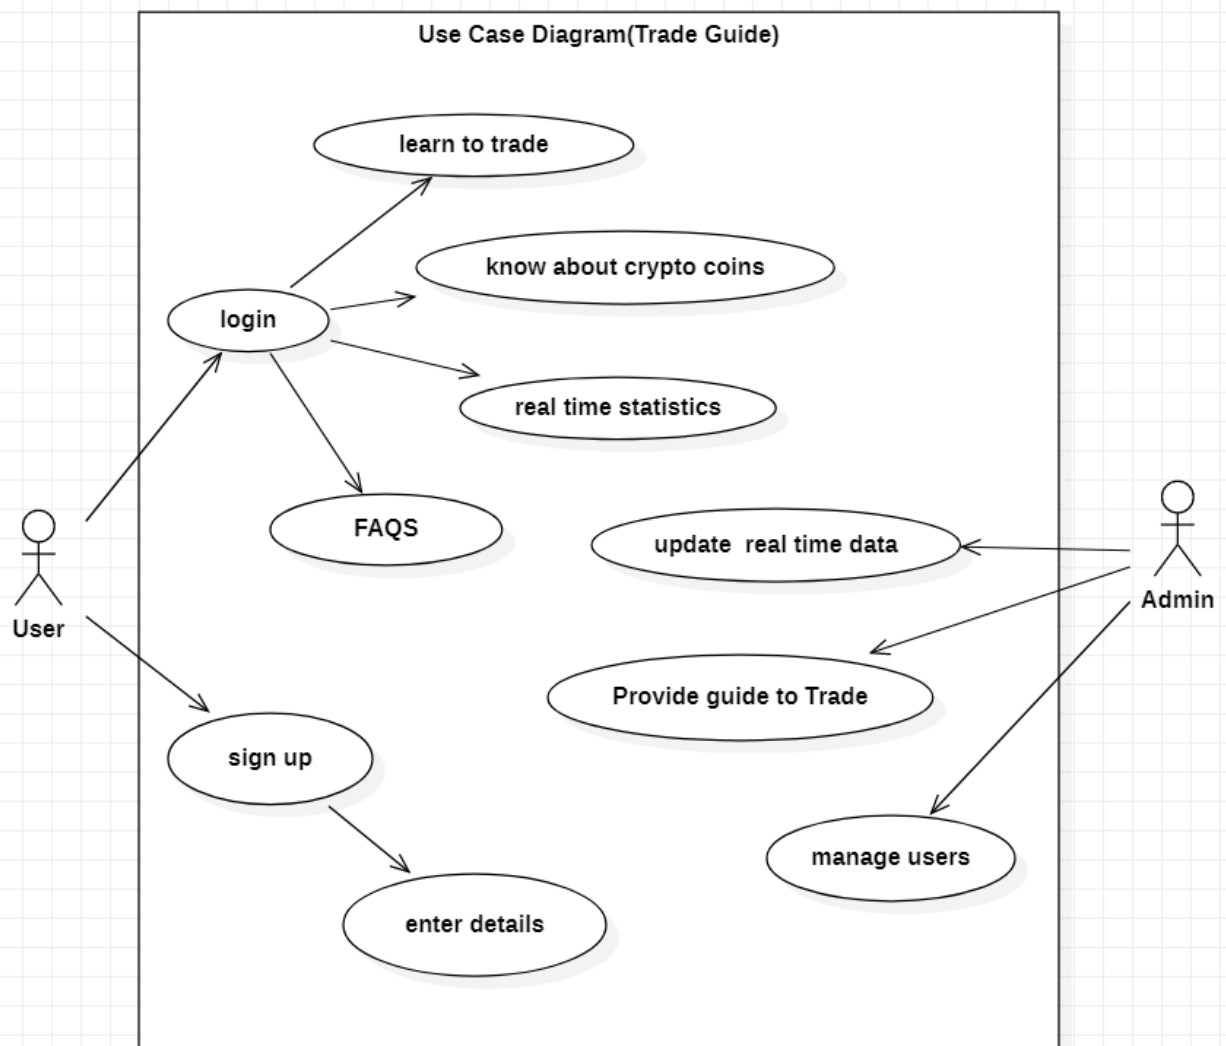 Use Case Diagram(Trade Guide)
learn to trade
know about crypto coins
login
real time statistics
FAQS
update  real time data
Admin
User
Provide guide to Trade
sign up
manage users
enter details